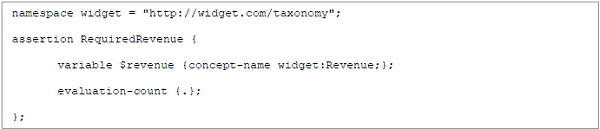 namespace widget = "http://widget.com/taxonomy";
assertion RequiredRevenue {
variable $revenue {concept-name widget:Revenue;};
evaluation-count {.};
};